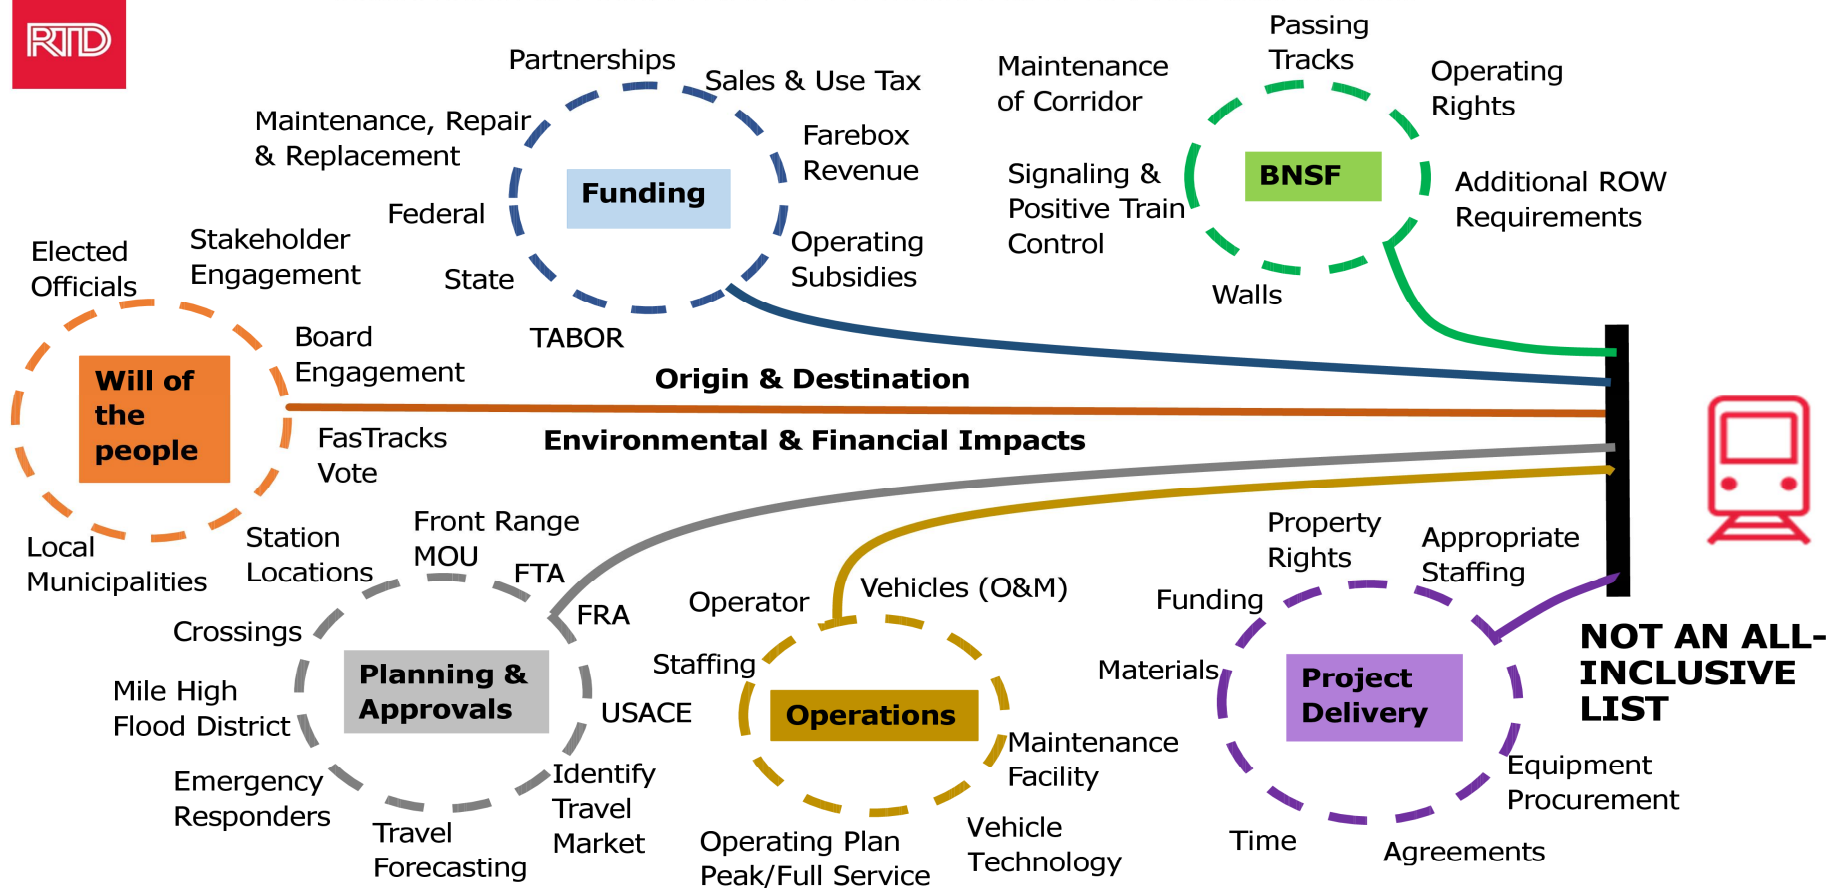 RTD
Partnerships
Sales & Use Tax
Maintenance, Repair
& Replacement
Farebox
Revenue
Funding
Federal
Operating
Subsidies
State
TABOR
Passing
Tracks
Maintenance
of Corridor
Operating
Rights
BNSF
Signaling &
Positive Train
Control
Additional ROW
Requirements
Walls
Elected
Officials
Stakeholder
Engagement
Board
Engagement
Will of
the
people
FasTracks
Vote
Local
Municipalities
Station
Locations
Origin & Destination
Environmental & Financial Impacts
Front Range
MOU
FTA
FRA
Crossings
Planning &
Approvals
Mile High
Flood District
USACE
Emergency
Responders
Identify
Travel
Market
Travel
Forecasting
Operator
Vehicles (O&M)
Staffing
Operations
Maintenance
Facility
Operating Plan
Peak/Full Service
Vehicle
Technology
Property
Rights
Appropriate
Staffing
Funding
Materials
Project
Delivery
Equipment
Procurement
Time
Agreements
NOT AN ALL-
INCLUSIVE
LIST